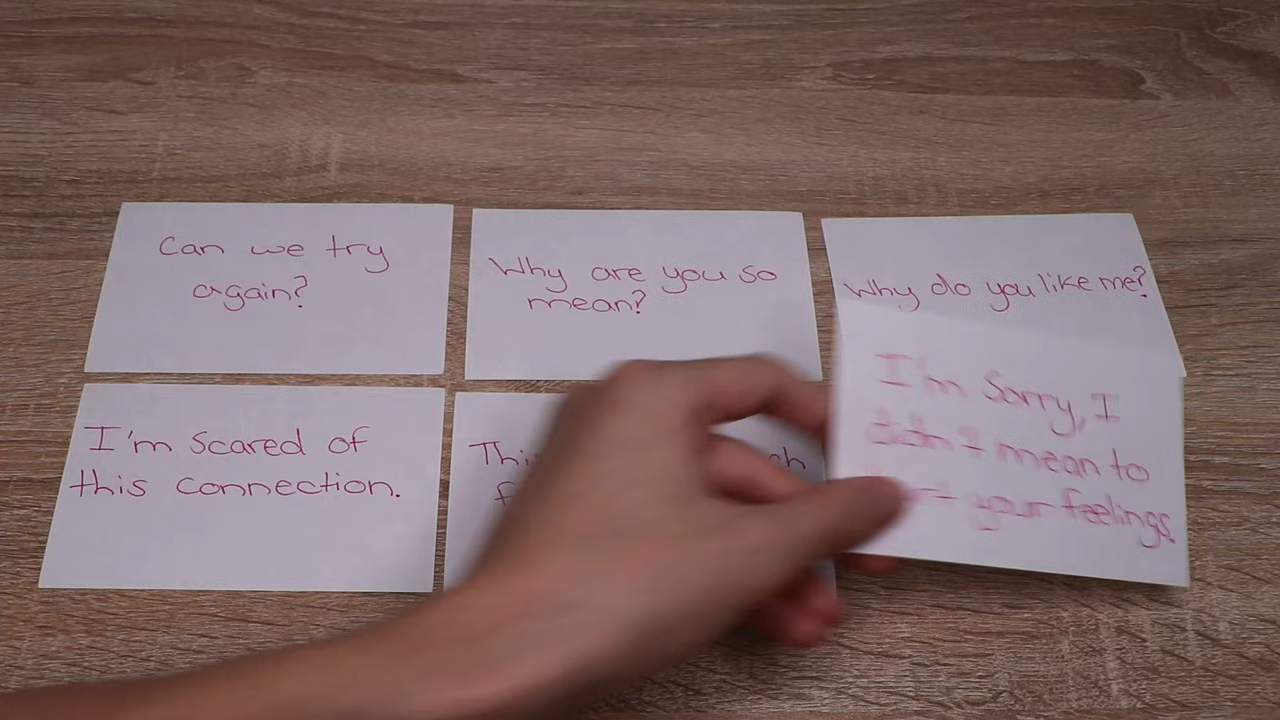 Can we try
again?
Why are you so
mean?
Why do you like me?
I'm scared of
this connection.
I'm Sorry, I
didn I mean to
your feelings.